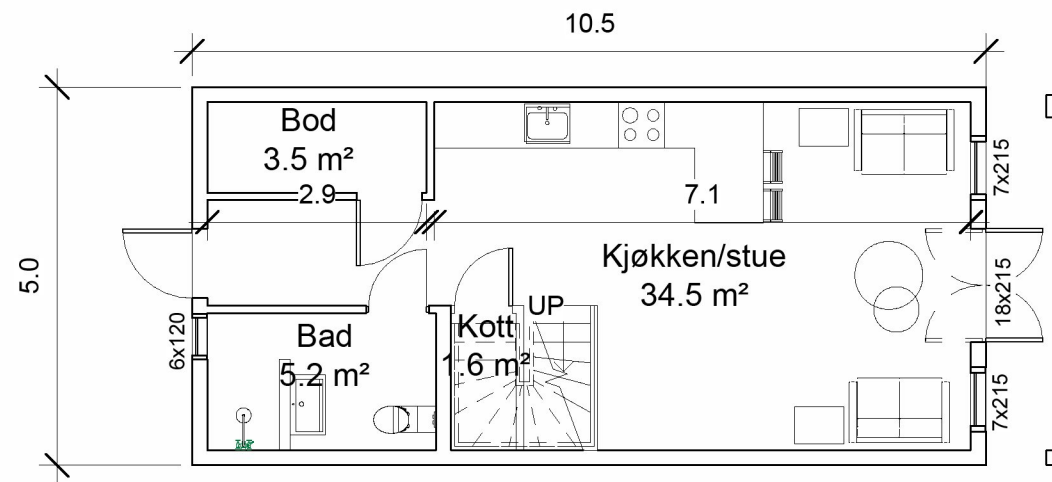 10.5
Bod
3.5 m²
2.9
7.1
7x215
5.0
Kjøkken/stue
34.5 m²
18x215
UP
6x120
Bad
5.2 m²
Kott
1.6 m²
7x215